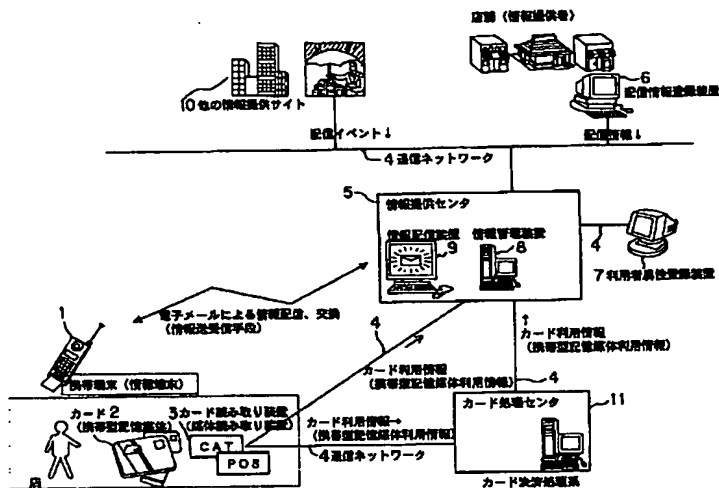 店舗（情報提供者）
6
配信情報登録装置
10他の情報提供サイト
配信イベント↓
配信情報↓
4通信ネットワーク
5
情報提供センタ
情報配信装置
情報管理装置
9
8
4
7利用者属性登録装置
1
電子メールによる情報配信、交換
（情報送受信手段）
4
↑
カード利用情報
（携帯型記憶媒体利用情報）
携帯端末（情報端末）
カード利用情報
（携帯型記憶媒体利用情報）
4
カード2
（携帯型記憶媒体）
3カード読み取り装置
（媒体読み取り装置）
カード利用情報→
（携帯型記憶媒体利用情報）
カード処理センタ
11
CAT
POS
4通信ネットワーク
店
カード決済処理系